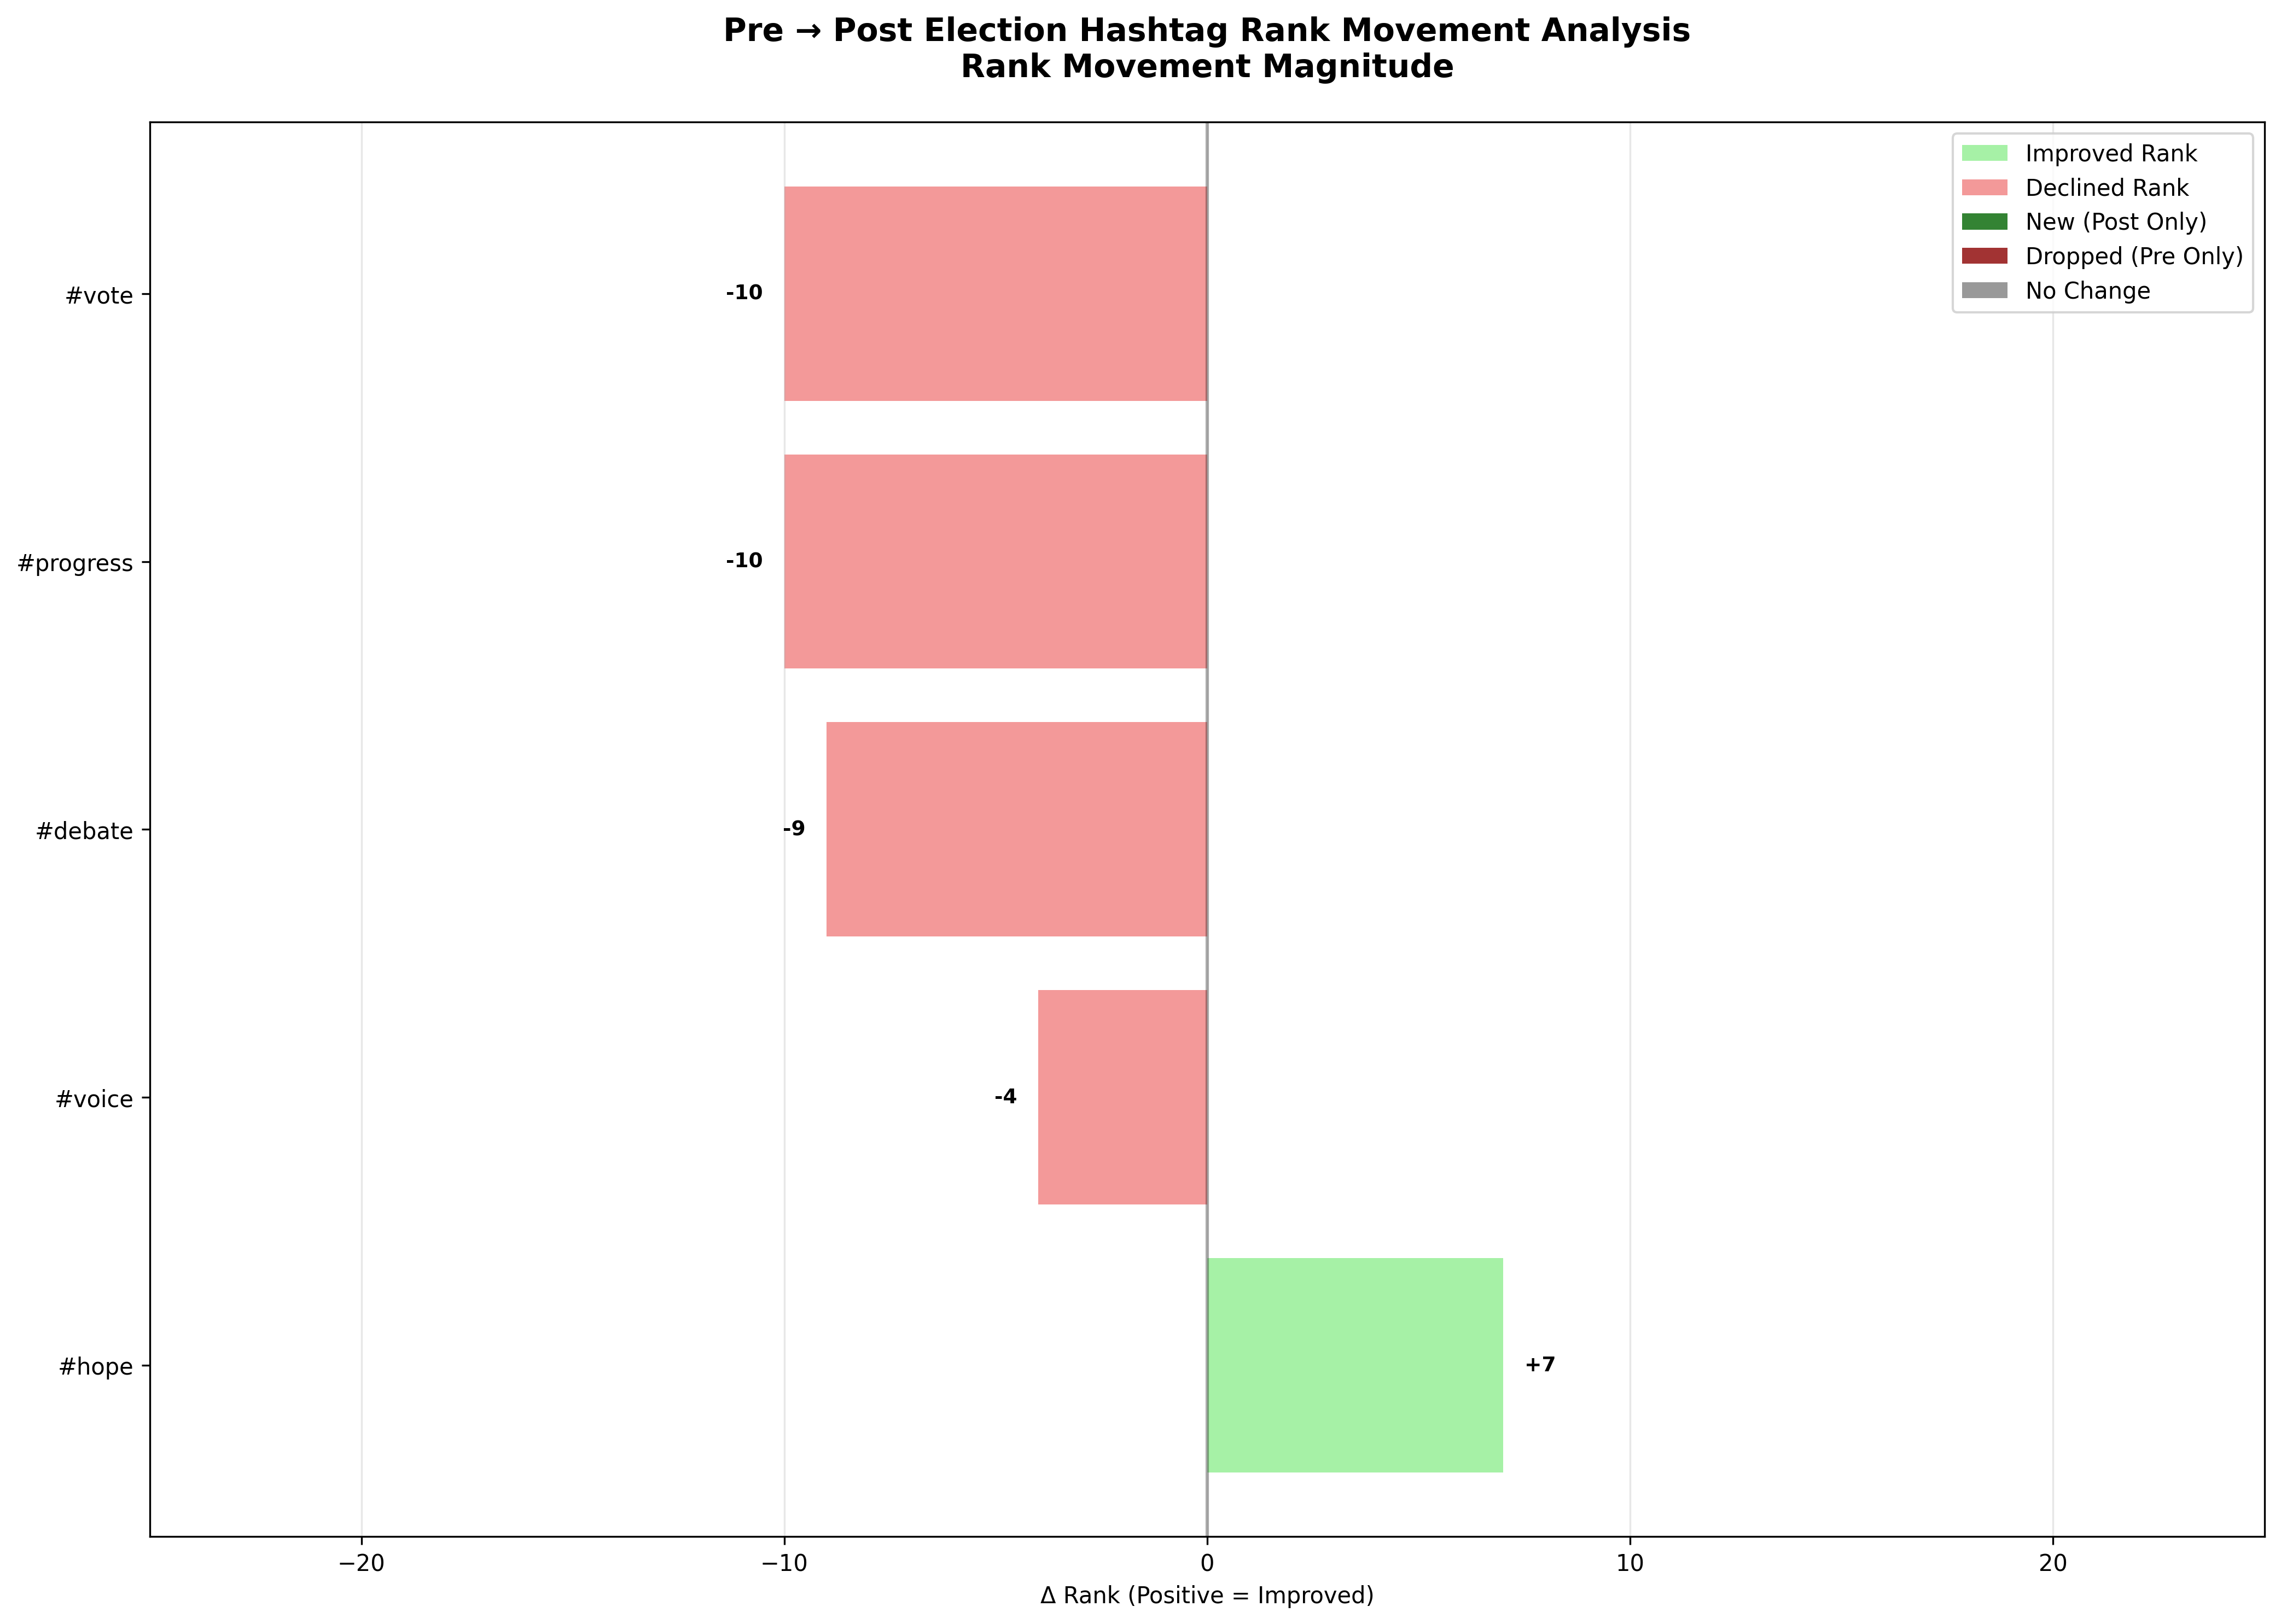 Pre → Post Election Hashtag Rank Movement Analysis
Rank Movement Magnitude
Improved Rank
Declined Rank
New (Post Only)
Dropped (Pre Only)
No Change
#vote
-10
#progress
-10
#debate
-9
#voice
-4
#hope
+7
−20
−10
0
10
20
Δ Rank (Positive = Improved)